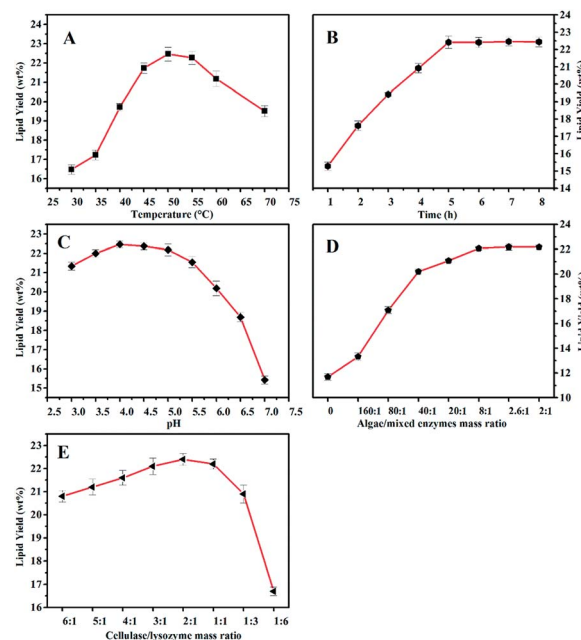 A
Lipid Yield (wt%)
23
22
21
20
19
18
17
16
25 30 35 40 45 50 55 60 65 70 75
Temperature (°C)
B
Lipid Yield (wt%)
24
23
22
21
20
19
18
17
16
15
1 2 3 4 5 6 7 8
Time (h)
C
Lipid Yield (wt%)
23
22
21
20
19
18
17
16
15
2.5 3.0 3.5 4.0 4.5 5.0 5.5 6.0 6.5 7.0 7.5
pH
D
Lipid Yield (wt%)
24
22
20
18
16
14
12
10
0 160:1 80:1 40:1 20:1 8:1 2.6:1 2:1
Algae/mixed enzymes mass ratio
E
Lipid Yield (wt%)
23
22
21
20
19
18
17
16
6:1 5:1 4:1 3:1 2:1 1:1 1:3 1:6
Cellulase/lysozyme mass ratio